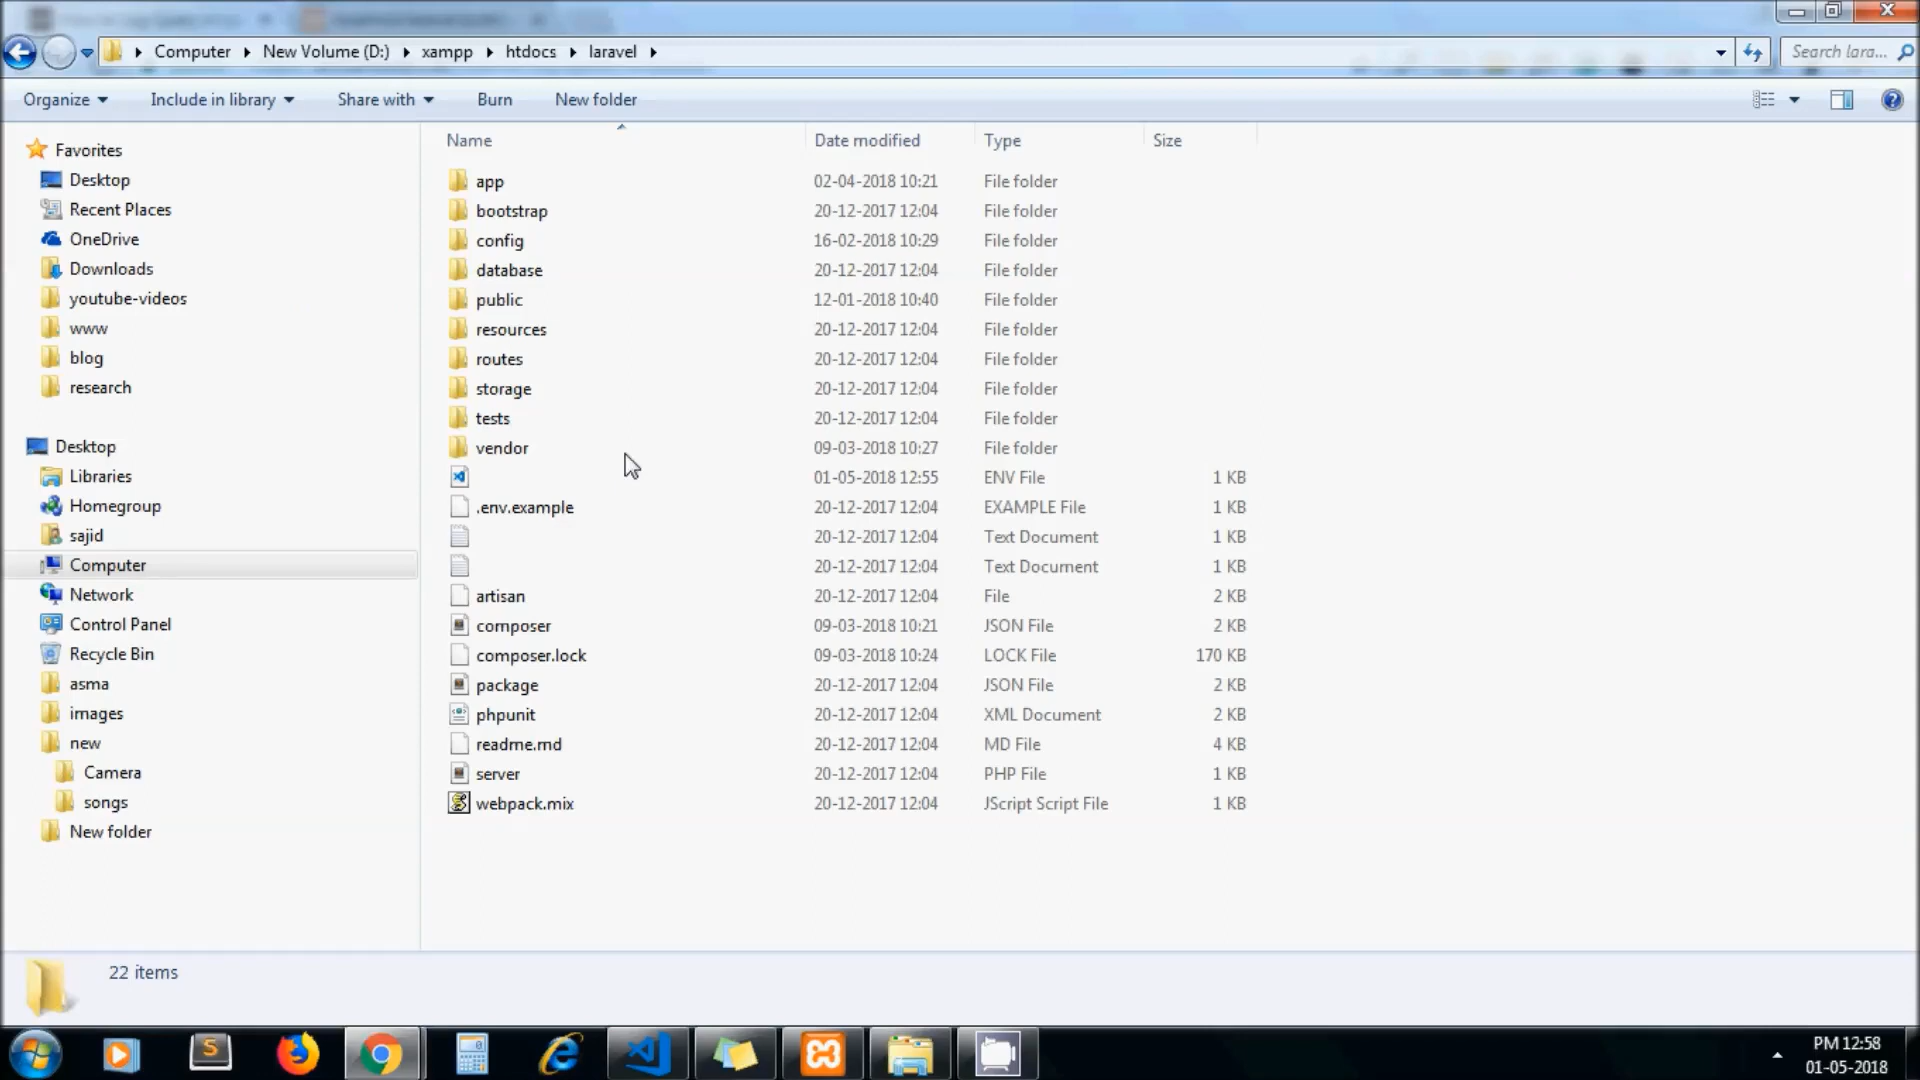 Computer New Volume (D:) xampp htdocs laravel
Search lara...
Organize Include in library Share with Burn New folder
Name Date modified Type Size
Favorites
Desktop
Recent Places
OneDrive
Downloads
youtube-videos
www
blog
research
Desktop
Libraries
Homegroup
sajid
Computer
Network
Control Panel
Recycle Bin
asma
images
new
Camera
songs
New folder
app 02-04-2018 10:21 File folder
bootstrap 20-12-2017 12:04 File folder
config 16-02-2018 10:29 File folder
database 20-12-2017 12:04 File folder
public 12-01-2018 10:40 File folder
resources 20-12-2017 12:04 File folder
routes 20-12-2017 12:04 File folder
storage 20-12-2017 12:04 File folder
tests 20-12-2017 12:04 File folder
vendor 09-03-2018 10:27 File folder
01-05-2018 12:55 ENV File 1 KB
.env.example 20-12-2017 12:04 EXAMPLE File 1 KB
20-12-2017 12:04 Text Document 1 KB
20-12-2017 12:04 Text Document 1 KB
artisan 20-12-2017 12:04 File 2 KB
composer 09-03-2018 10:21 JSON File 2 KB
composer.lock 09-03-2018 10:24 LOCK File 170 KB
package 20-12-2017 12:04 JSON File 2 KB
phpunit 20-12-2017 12:04 XML Document 2 KB
readme.md 20-12-2017 12:04 MD File 4 KB
server 20-12-2017 12:04 PHP File 1 KB
webpack.mix 20-12-2017 12:04 JScript Script File 1 KB
22 items
PM 12:58
01-05-2018